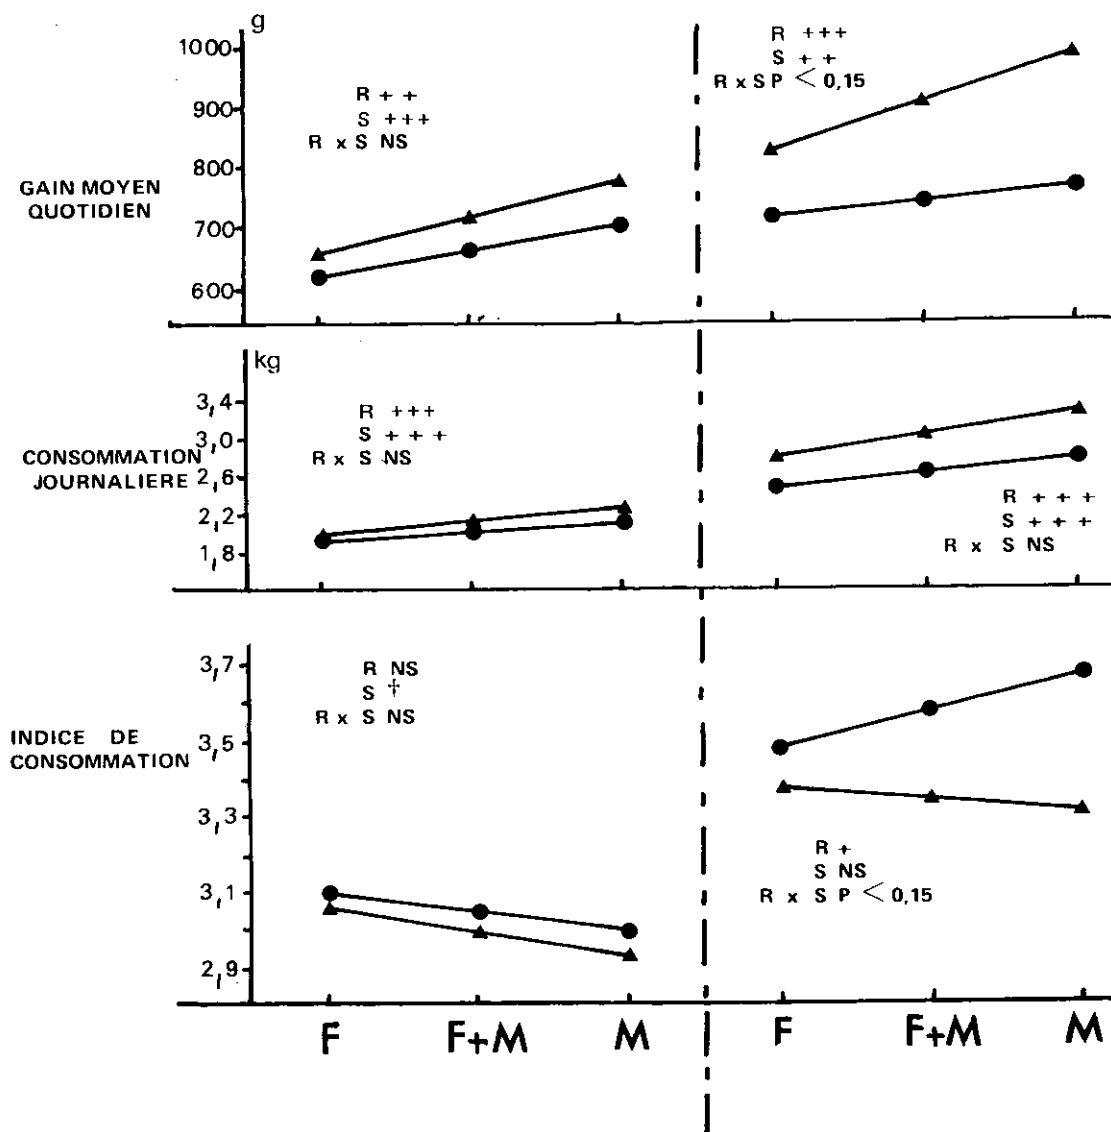 g
1000
900
800
700
600
GAIN MOYEN
QUOTIDIEN
R + +
S +++
R x S NS
R +++
S + +
R x S P < 0,15
kg
3,4
3,0
2,6
2,2
1,8
CONSOMMATION
JOURNALIERE
R +++
S + + +
R x S NS
R + + +
S + + +
R x S NS
3,7
3,5
3,3
3,1
2,9
INDICE DE
CONSOMMATION
R NS
S †
R x S NS
R +
S NS
R x S P < 0,15
F F+M M F F+M M